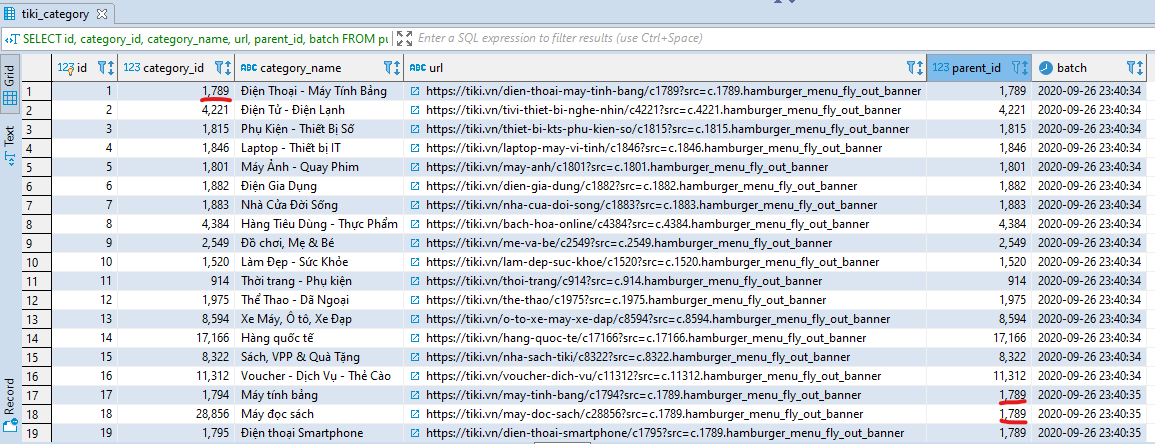 tiki_category
SELECT id, category_id, category_name, url, parent_id, batch FROM pu Enter a SQL expression to filter results (use Ctrl+Space)
Grid
Text
Record
123 id 123 category_id ABC category_name ABC url 123 parent_id batch
1 1 1,789 Điện Thoại - Máy Tính Bảng https://tiki.vn/dien-thoai-may-tinh-bang/c1789?src=c.1789.hamburger_menu_fly_out_banner 1,789 2020-09-26 23:40:34
2 2 4,221 Điện Tử - Điện Lạnh https://tiki.vn/tivi-thiet-bi-nghe-nhin/c4221?src=c.4221.hamburger_menu_fly_out_banner 4,221 2020-09-26 23:40:34
3 3 1,815 Phụ Kiện - Thiết Bị Số https://tiki.vn/thiet-bi-kts-phu-kien-so/c1815?src=c.1815.hamburger_menu_fly_out_banner 1,815 2020-09-26 23:40:34
4 4 1,846 Laptop - Thiết bị IT https://tiki.vn/laptop-may-vi-tinh/c1846?src=c.1846.hamburger_menu_fly_out_banner 1,846 2020-09-26 23:40:34
5 5 1,801 Máy Ảnh - Quay Phim https://tiki.vn/may-anh/c1801?src=c.1801.hamburger_menu_fly_out_banner 1,801 2020-09-26 23:40:34
6 6 1,882 Điện Gia Dụng https://tiki.vn/dien-gia-dung/c1882?src=c.1882.hamburger_menu_fly_out_banner 1,882 2020-09-26 23:40:34
7 7 1,883 Nhà Cửa Đời Sống https://tiki.vn/nha-cua-doi-song/c1883?src=c.1883.hamburger_menu_fly_out_banner 1,883 2020-09-26 23:40:34
8 8 4,384 Hàng Tiêu Dùng - Thực Phẩm https://tiki.vn/bach-hoa-online/c4384?src=c.4384.hamburger_menu_fly_out_banner 4,384 2020-09-26 23:40:34
9 9 2,549 Đồ chơi, Mẹ & Bé https://tiki.vn/me-va-be/c2549?src=c.2549.hamburger_menu_fly_out_banner 2,549 2020-09-26 23:40:34
10 10 1,520 Làm Đẹp - Sức Khỏe https://tiki.vn/lam-dep-suc-khoe/c1520?src=c.1520.hamburger_menu_fly_out_banner 1,520 2020-09-26 23:40:34
11 11 914 Thời trang - Phụ kiện https://tiki.vn/thoi-trang/c914?src=c.914.hamburger_menu_fly_out_banner 914 2020-09-26 23:40:34
12 12 1,975 Thể Thao - Dã Ngoại https://tiki.vn/the-thao/c1975?src=c.1975.hamburger_menu_fly_out_banner 1,975 2020-09-26 23:40:34
13 13 8,594 Xe Máy, Ô tô, Xe Đạp https://tiki.vn/o-to-xe-may-xe-dap/c8594?src=c.8594.hamburger_menu_fly_out_banner 8,594 2020-09-26 23:40:34
14 14 17,166 Hàng quốc tế https://tiki.vn/hang-quoc-te/c17166?src=c.17166.hamburger_menu_fly_out_banner 17,166 2020-09-26 23:40:34
15 15 8,322 Sách, VPP & Quà Tặng https://tiki.vn/nha-sach-tiki/c8322?src=c.8322.hamburger_menu_fly_out_banner 8,322 2020-09-26 23:40:34
16 16 11,312 Voucher - Dịch Vụ - Thẻ Cào https://tiki.vn/voucher-dich-vu/c11312?src=c.11312.hamburger_menu_fly_out_banner 11,312 2020-09-26 23:40:34
17 17 1,794 Máy tính bảng https://tiki.vn/may-tinh-bang/c1794?src=c.1789.hamburger_menu_fly_out_banner 1,789 2020-09-26 23:40:35
18 18 28,856 Máy đọc sách https://tiki.vn/may-doc-sach/c28856?src=c.1789.hamburger_menu_fly_out_banner 1,789 2020-09-26 23:40:35
19 19 1,795 Điện thoại Smartphone https://tiki.vn/dien-thoai-smartphone/c1795?src=c.1789.hamburger_menu_fly_out_banner 1,789 2020-09-26 23:40:35